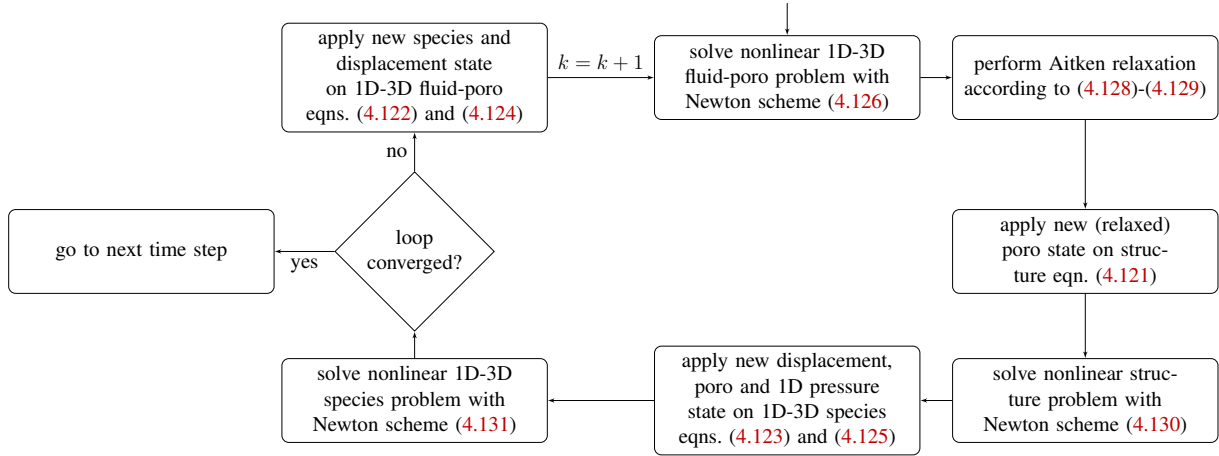 apply new species and
displacement state
on 1D-3D fluid-poro
eqns. (4.122) and (4.124)
k = k + 1
solve nonlinear 1D-3D
fluid-poro problem with
Newton scheme (4.126)
perform Aitken relaxation
according to (4.128)-(4.129)
no
go to next time step
yes
loop
converged?
apply new (relaxed)
poro state on struc-
ture eqn. (4.121)
solve nonlinear 1D-3D
species problem with
Newton scheme (4.131)
apply new displacement,
poro and 1D pressure
state on 1D-3D species
eqns. (4.123) and (4.125)
solve nonlinear struc-
ture problem with
Newton scheme (4.130)